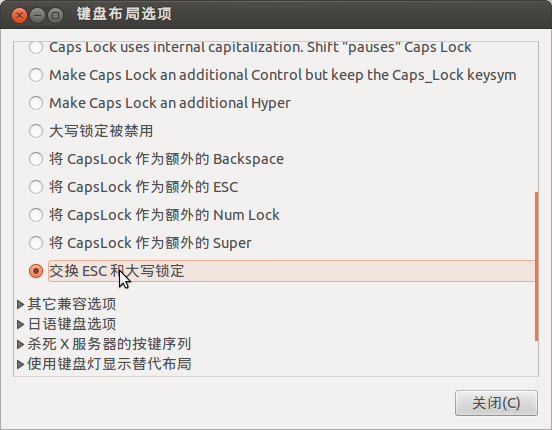 键盘布局选项
Caps Lock uses internal capitalization. Shift "pauses" Caps Lock
Make Caps Lock an additional Control but keep the Caps_Lock keysym
Make Caps Lock an additional Hyper
大写锁定被禁用
将 CapsLock 作为额外的 Backspace
将 CapsLock 作为额外的 ESC
将 CapsLock 作为额外的 Num Lock
将 CapsLock 作为额外的 Super
交换 ESC 和大写锁定
其它兼容选项
日语键盘选项
杀死 X 服务器的按键序列
使用键盘灯显示替代布局
关闭(C)